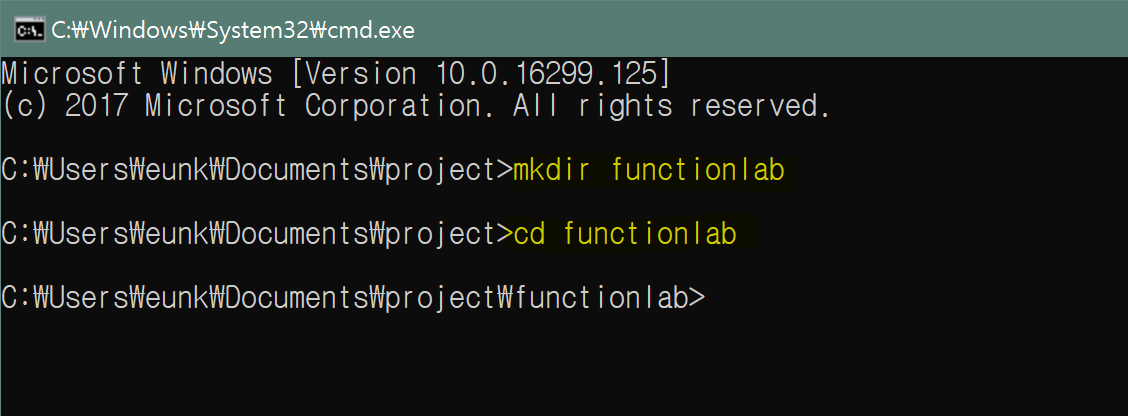 C:₩Windows₩System32₩cmd.exe
Microsoft Windows [Version 10.0.16299.125]
(c) 2017 Microsoft Corporation. All rights reserved.
C:₩Users₩eunk₩Documents₩project>mkdir functionlab
C:₩Users₩eunk₩Documents₩project>cd functionlab
C:₩Users₩eunk₩Documents₩project₩functionlab>